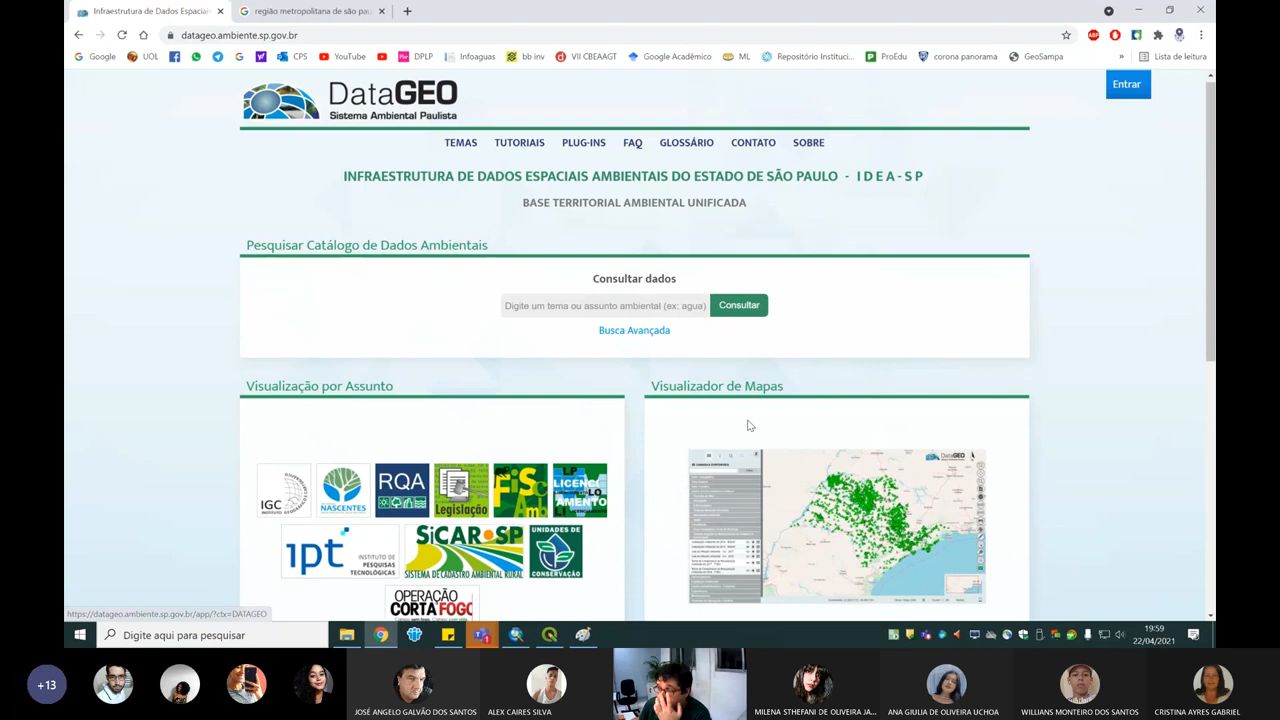 Infraestrutura de Dados Espaciai
região metropolitana de são pau
datageo.ambiente.sp.gov.br
Google
UOL
YouTube
CPS
DPLP
Infoaguas
bb inv
VII CBEAAGT
Google Acadêmico
ML
Repositório Instituci...
ProEdu
corona panorama
GeoSampa
»
Lista de leitura
Entrar
DataGEO
Sistema Ambiental Paulista
TEMAS
TUTORIAIS
PLUG-INS
FAQ
GLOSSÁRIO
CONTATO
SOBRE
INFRAESTRUTURA DE DADOS ESPACIAIS AMBIENTAIS DO ESTADO DE SÃO PAULO - I D E A - S P
BASE TERRITORIAL AMBIENTAL UNIFICADA
Pesquisar Catálogo de Dados Ambientais
Consultar dados
Digite um tema ou assunto ambiental (ex: agua)
Consultar
Busca Avançada
Visualização por Assunto
Visualizador de Mapas
IGC
NASCENTES
RQA
Legislação
FiSC
LP
LICENCI
LO
AMENTO
DataGEO
ipt
INSTITUTO DE
PESQUISAS
TECNOLÓGICAS
SiCAR·SP
SISTEMA DE CADASTRO AMBIENTAL RURAL
UNIDADES DE
CONSERVAÇÃO
OPERAÇÃO
CORTA FOGO
https://datageo.ambiente.sp.gov.br/app/?ctx=DATAGEO
Digite aqui para pesquisar
19:59
22/04/2021
+13
JOSÉ ANGELO GALVÃO DOS SANTOS
ALEX CAIRES SILVA
MILENA STHEFANI DE OLIVEIRA JA...
ANA GIULIA DE OLIVEIRA UCHOA
WILLIANS MONTEIRO DOS SANTOS
CRISTINA AYRES GABRIEL